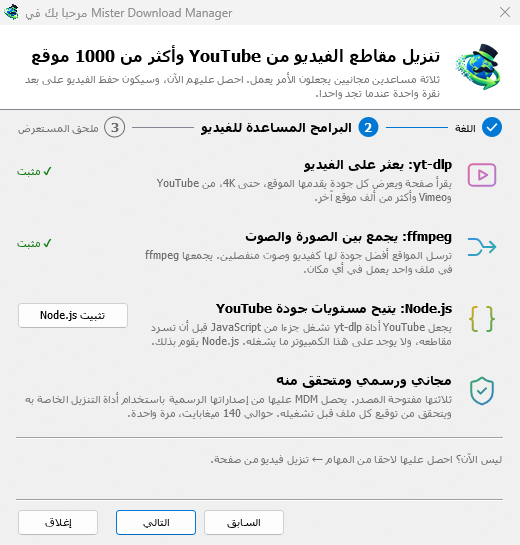 مرحبا بك في Mister Download Manager
تنزيل مقاطع الفيديو من YouTube وأكثر من 1000 موقع
ثلاثة مساعدين مجانيين يجعلون الأمر يعمل. احصل عليهم الآن، وسيكون حفظ الفيديو على بعد
نقرة واحدة عندما تجد واحدا.
اللغة
2 البرامج المساعدة للفيديو
3 ملحق المتصفح
yt-dlp: يعثر على الفيديو
يقرأ صفحة ويعرض كل جودة يقدمها الموقع، حتى 4K، من YouTube
وVimeo وأكثر من ألف موقع آخر.
✓ مثبت
ffmpeg: يجمع بين الصورة والصوت
ترسل المواقع أفضل جودة لها كفيديو وصوت منفصلين. يجمعها ffmpeg
في ملف واحد يعمل في أي مكان.
✓ مثبت
Node.js: يتيح مستويات جودة YouTube
يجعل YouTube أداة yt-dlp تشغل جزءا من JavaScript قبل أن تسرد
مقاطعه، ولا يوجد على هذا الكمبيوتر ما يشغله. Node.js يقوم بذلك.
تثبيت Node.js
مجاني ورسمي ومتحقق منه
ثلاثتها مفتوحة المصدر. يحصل MDM عليها من إصداراتها الرسمية باستخدام أداة التنزيل الخاصة به
ويتحقق من توقيع كل ملف قبل تشغيله. حوالي 140 ميغابايت، مرة واحدة.
ليس الآن؟ احصل عليها لاحقا من المهام ← تنزيل فيديو من صفحة.
السابق
التالي
إغلاق